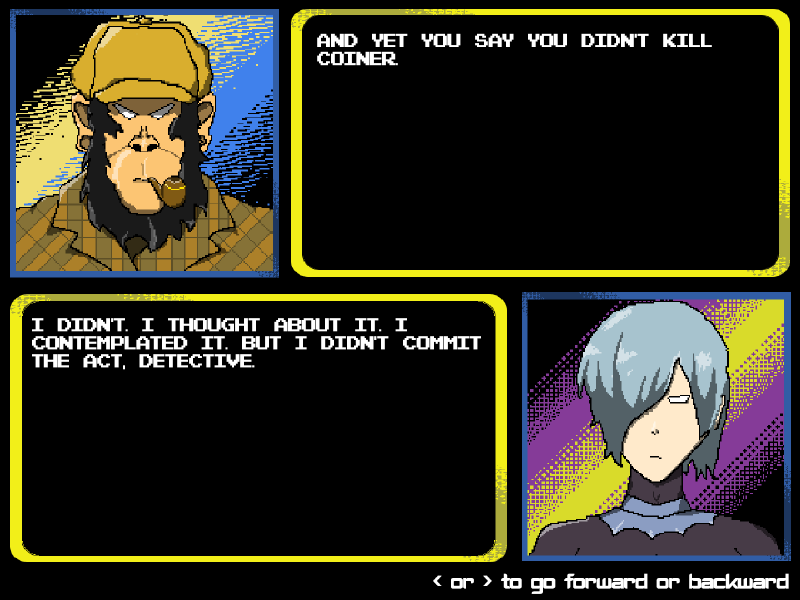 AND YET YOU SAY YOU DIDN'T KILL
COINER.
I DIDN'T. I THOUGHT ABOUT IT. I
CONTEMPLATED IT. BUT I DIDN'T COMMIT
THE ACT, DETECTIVE.
< or > to go forward or backward